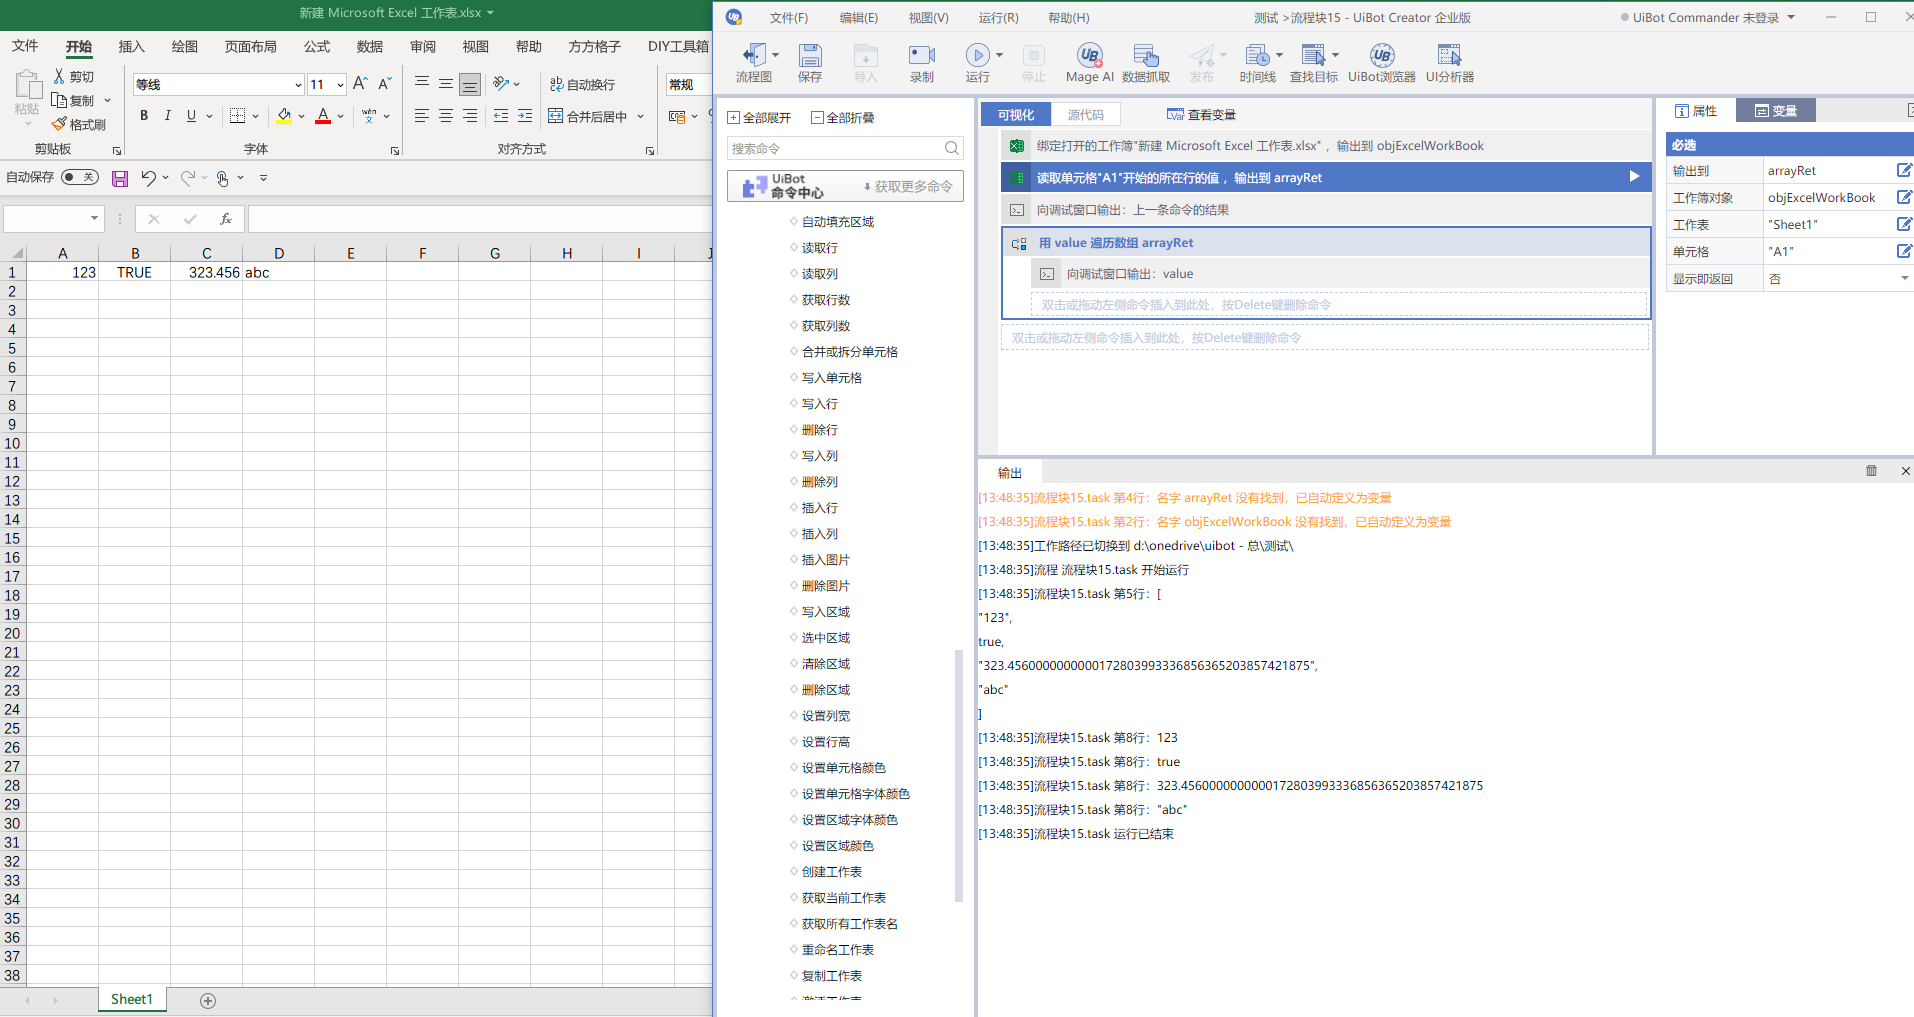 新建 Microsoft Excel 工作表.xlsx
文件 开始 插入 绘图 页面布局 公式 数据 审阅 视图 帮助 方方格子 DIY工具箱
粘贴 剪切 复制 格式刷
等线 11
B I U A wén
自动换行
合并后居中
常规
剪贴板 字体 对齐方式
自动保存 关
fx
A B C D E F G H I J
1 123 TRUE 323.456 abc
2
3
4
5
6
7
8
9
10
11
12
13
14
15
16
17
18
19
20
21
22
23
24
25
26
27
28
29
30
31
32
33
34
35
36
37
38
Sheet1
UB 文件(F) 编辑(E) 视图(V) 运行(R) 帮助(H) 测试 >流程块15 - UiBot Creator 企业版 UiBot Commander 未登录
流程图 保存 导入 录制 运行 停止 Mage AI 数据抓取 发布 时间线 查找目标 UiBot浏览器 UI分析器
全部展开 全部折叠
搜索命令
UiBot 命令中心 获取更多命令
自动填充区域
读取行
读取列
获取行数
获取列数
合并或拆分单元格
写入单元格
写入行
删除行
写入列
删除列
插入行
插入列
插入图片
删除图片
写入区域
选中区域
清除区域
删除区域
设置列宽
设置行高
设置单元格颜色
设置单元格字体颜色
设置区域字体颜色
设置区域颜色
创建工作表
获取当前工作表
获取所有工作表名
重命名工作表
复制工作表
激活工作表
可视化 源代码 查看变量
绑定打开的工作簿"新建 Microsoft Excel 工作表.xlsx" ，输出到 objExcelWorkBook
读取单元格"A1"开始的所在行的值 ，输出到 arrayRet
向调试窗口输出：上一条命令的结果
用 value 遍历数组 arrayRet
向调试窗口输出：value
双击或拖动左侧命令插入到此处，按Delete键删除命令
双击或拖动左侧命令插入到此处，按Delete键删除命令
属性 变量
必选
输出到 arrayRet
工作簿对象 objExcelWorkBook
工作表 "Sheet1"
单元格 "A1"
显示即返回 否
输出
[13:48:35]流程块15.task 第4行：名字 arrayRet 没有找到，已自动定义为变量
[13:48:35]流程块15.task 第2行：名字 objExcelWorkBook 没有找到，已自动定义为变量
[13:48:35]工作路径已切换到 d:\onedrive\uibot - 总\测试\
[13:48:35]流程 流程块15.task 开始运行
[13:48:35]流程块15.task 第5行：[
"123",
true,
"323.45600000000001728039933368563652038574​21875",
"abc"
]
[13:48:35]流程块15.task 第8行：123
[13:48:35]流程块15.task 第8行：true
[13:48:35]流程块15.task 第8行：323.4560000000000172803993336856365203857421875
[13:48:35]流程块15.task 第8行："abc"
[13:48:35]流程块15.task 运行已结束